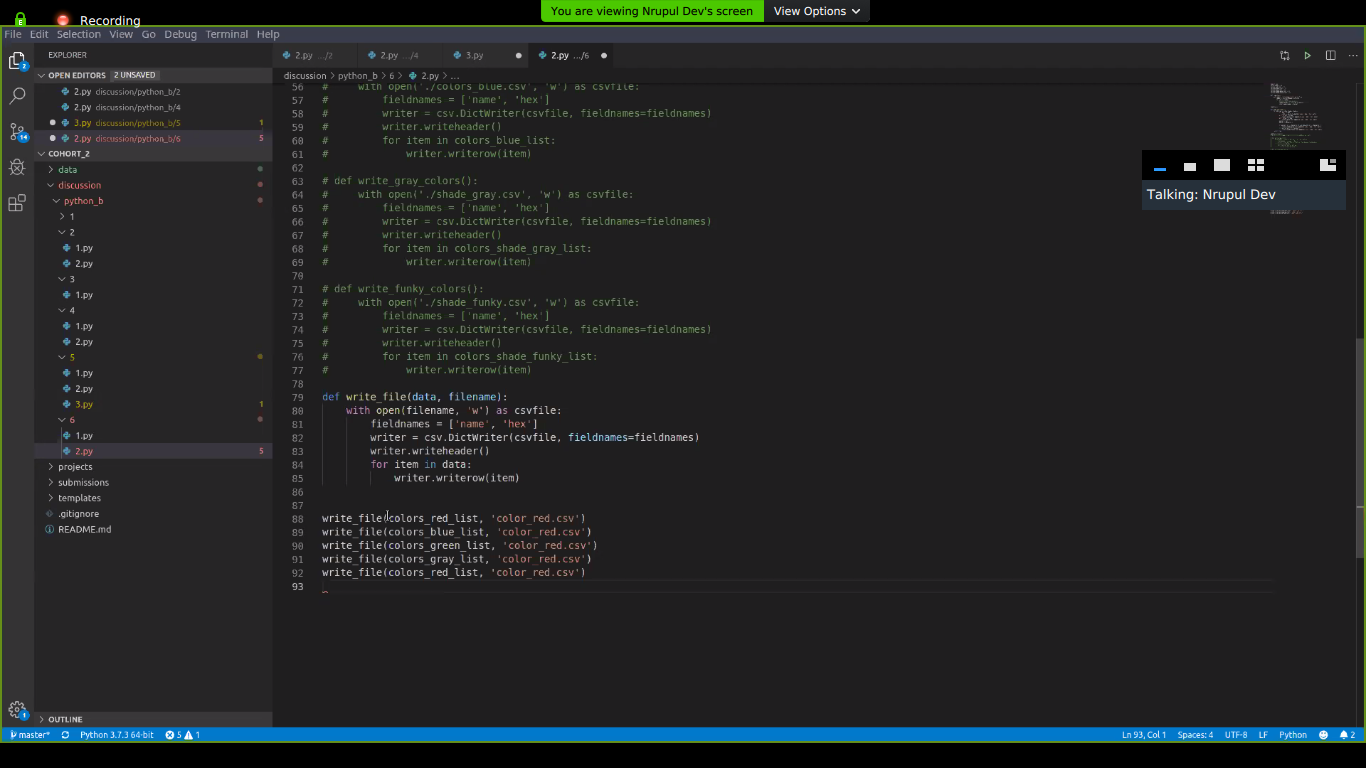 Recording
You are viewing Nrupul Dev's screen
View Options
File Edit Selection View Go Debug Terminal Help
EXPLORER
OPEN EDITORS 2 UNSAVED
2.py discussion/python_b/2
2.py discussion/python_b/4
3.py discussion/python_b/5 1
2.py discussion/python_b/6 5
COHORT_2
data
discussion
python_b
1
2
1.py
2.py
3
1.py
4
1.py
2.py
5
1.py
2.py
3.py 1
6
1.py
2.py 5
projects
submissions
templates
.gitignore
README.md
OUTLINE
2.py .../2 2.py .../4 3.py 2.py .../6
discussion > python_b > 6 > 2.py > ...
56 # with open('./colors_blue.csv', 'w') as csvfile:
57 # fieldnames = ['name', 'hex']
58 # writer = csv.DictWriter(csvfile, fieldnames=fieldnames)
59 # writer.writeheader()
60 # for item in colors_blue_list:
61 # writer.writerow(item)
62
63 # def write_gray_colors():
64 # with open('./shade_gray.csv', 'w') as csvfile:
65 # fieldnames = ['name', 'hex']
66 # writer = csv.DictWriter(csvfile, fieldnames=fieldnames)
67 # writer.writeheader()
68 # for item in colors_shade_gray_list:
69 # writer.writerow(item)
70
71 # def write_funky_colors():
72 # with open('./shade_funky.csv', 'w') as csvfile:
73 # fieldnames = ['name', 'hex']
74 # writer = csv.DictWriter(csvfile, fieldnames=fieldnames)
75 # writer.writeheader()
76 # for item in colors_shade_funky_list:
77 # writer.writerow(item)
78
79 def write_file(data, filename):
80 with open(filename, 'w') as csvfile:
81 fieldnames = ['name', 'hex']
82 writer = csv.DictWriter(csvfile, fieldnames=fieldnames)
83 writer.writeheader()
84 for item in data:
85 writer.writerow(item)
86
87
88 write_file(colors_red_list, 'color_red.csv')
89 write_file(colors_blue_list, 'color_red.csv')
90 write_file(colors_green_list, 'color_red.csv')
91 write_file(colors_gray_list, 'color_red.csv')
92 write_file(colors_red_list, 'color_red.csv')
93
Talking: Nrupul Dev
2
14
1
master* Python 3.7.3 64-bit 5 1 Ln 93, Col 1 Spaces: 4 UTF-8 LF Python 2